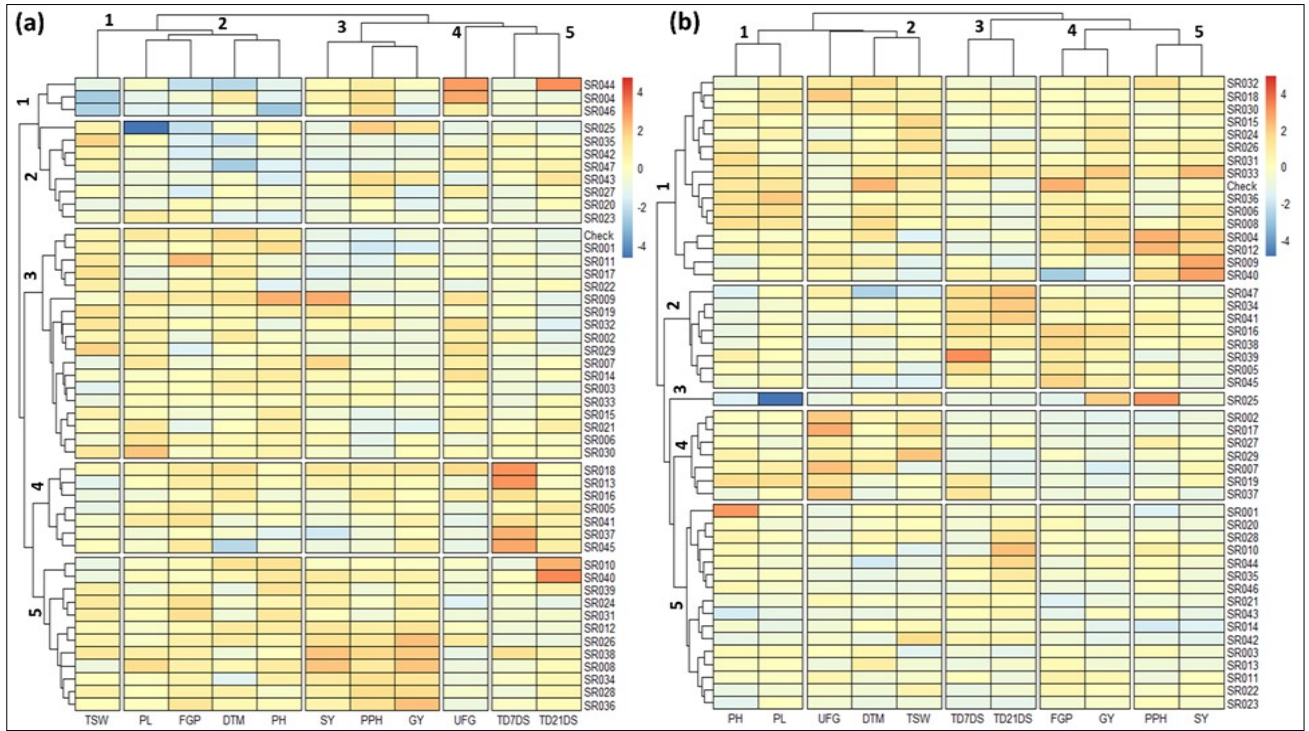 (a)
1 2 3 4 5
1
2
3
4
5
SR044
SR004
SR046
SR025
SR035
SR042
SR047
SR043
SR027
SR020
SR023
Check
SR001
SR011
SR017
SR022
SR009
SR019
SR032
SR002
SR029
SR007
SR014
SR003
SR033
SR015
SR021
SR006
SR030
SR018
SR013
SR016
SR005
SR041
SR037
SR045
SR010
SR040
SR039
SR024
SR031
SR012
SR026
SR038
SR008
SR034
SR028
SR036
TSW PL FGP DTM PH SY PPH GY UFG TD7DS TD21DS
4
2
0
-2
-4
(b)
1 2 3 4 5
1
2
3
4
5
SR032
SR018
SR030
SR015
SR024
SR026
SR031
SR033
Check
SR036
SR006
SR008
SR004
SR012
SR009
SR040
SR047
SR034
SR041
SR016
SR038
SR039
SR005
SR045
SR025
SR002
SR017
SR027
SR029
SR007
SR019
SR037
SR001
SR020
SR028
SR010
SR044
SR035
SR046
SR021
SR043
SR014
SR042
SR003
SR013
SR011
SR022
SR023
PH PL UFG DTM TSW TD7DS TD21DS FGP GY PPH SY
4
2
0
-2
-4